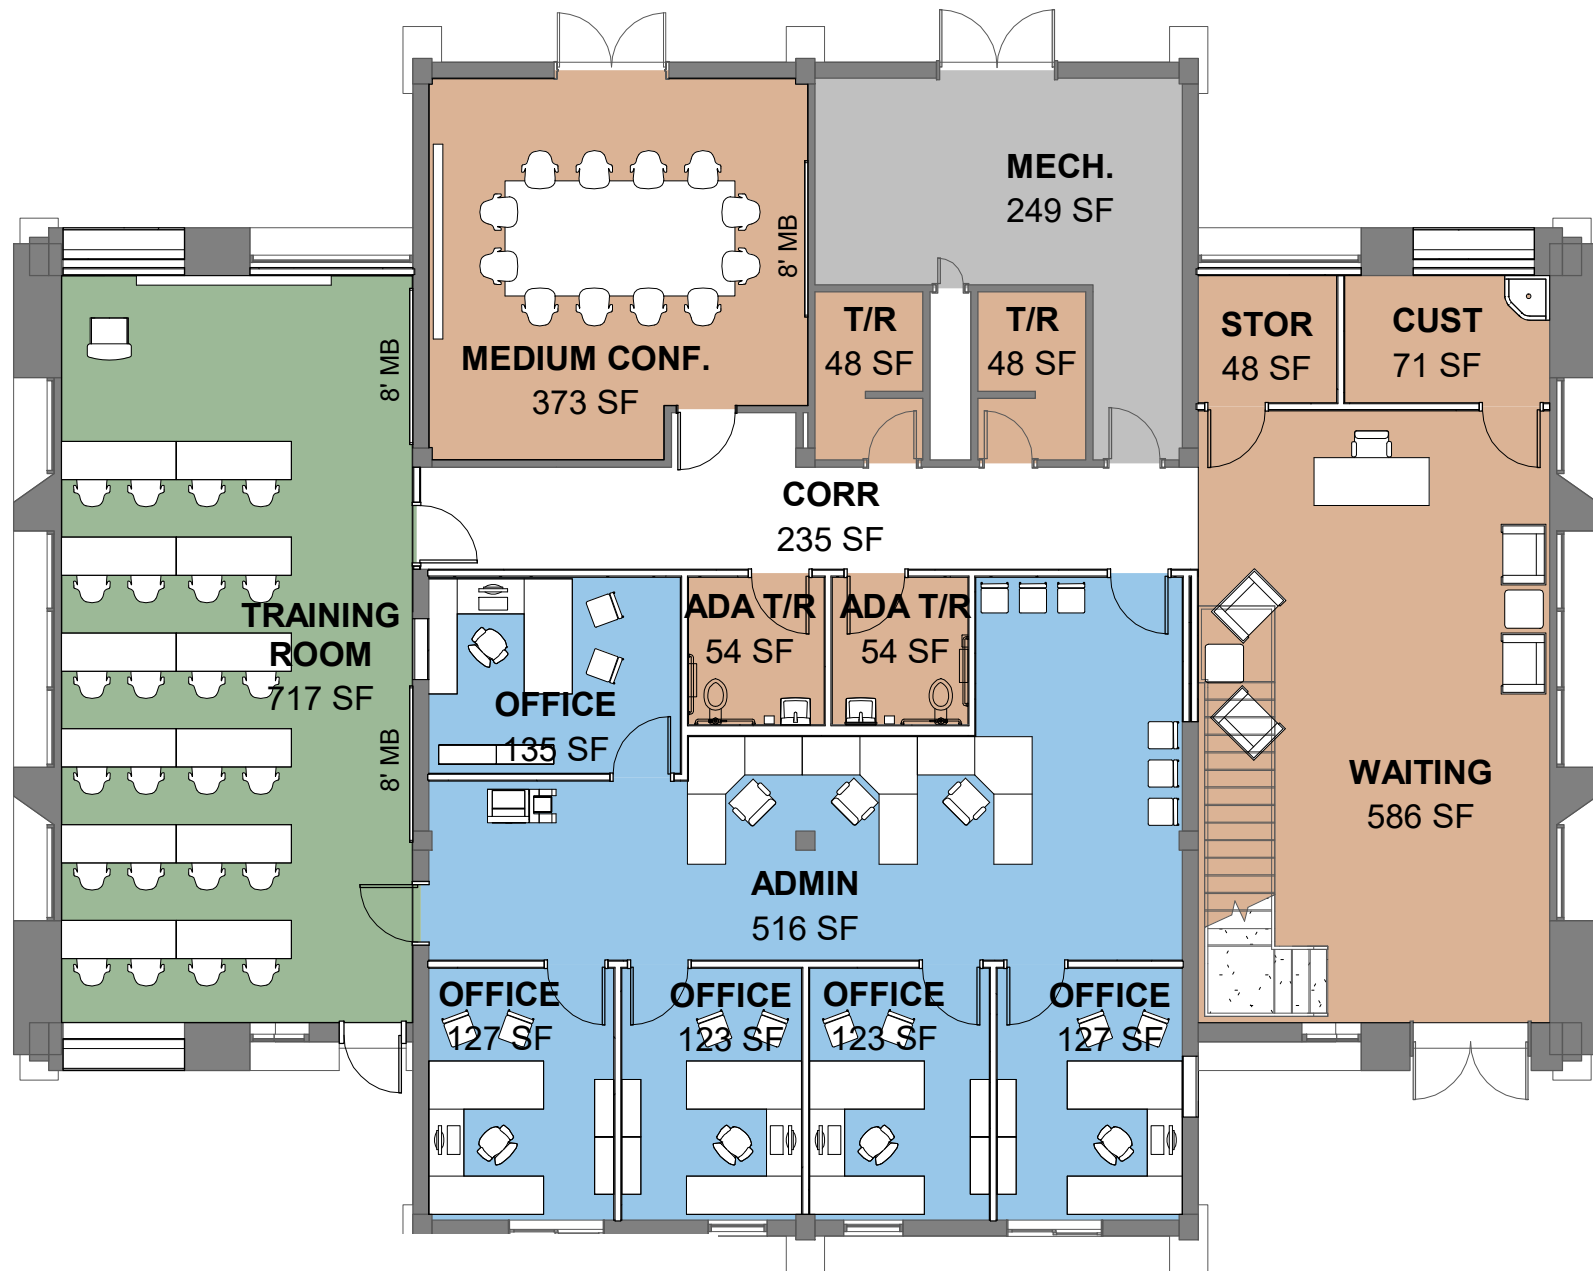 MECH.
249 SF
8' MB
MEDIUM CONF.
373 SF
T/R
48 SF
T/R
48 SF
STOR
48 SF
CUST
71 SF
8' MB
CORR
235 SF
TRAINING
ROOM
717 SF
ADA T/R
54 SF
ADA T/R
54 SF
OFFICE
135 SF
8' MB
WAITING
586 SF
ADMIN
516 SF
OFFICE
127 SF
OFFICE
123 SF
OFFICE
123 SF
OFFICE
127 SF